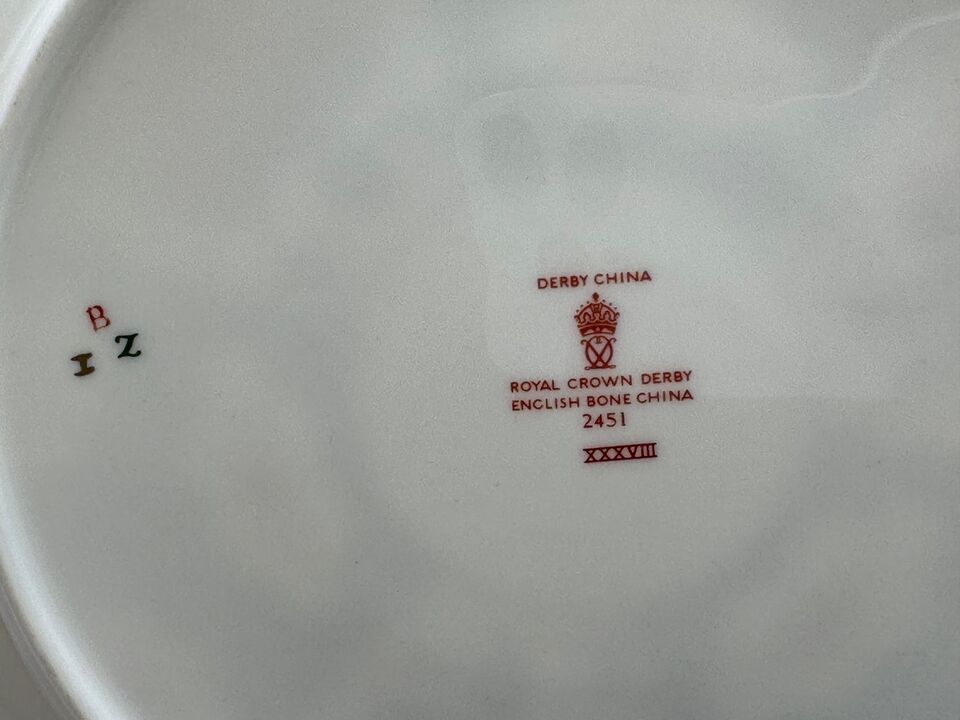 DERBY CHINA
ROYAL CROWN DERBY
ENGLISH BONE CHINA
2451
XXXVIII
B
I Z